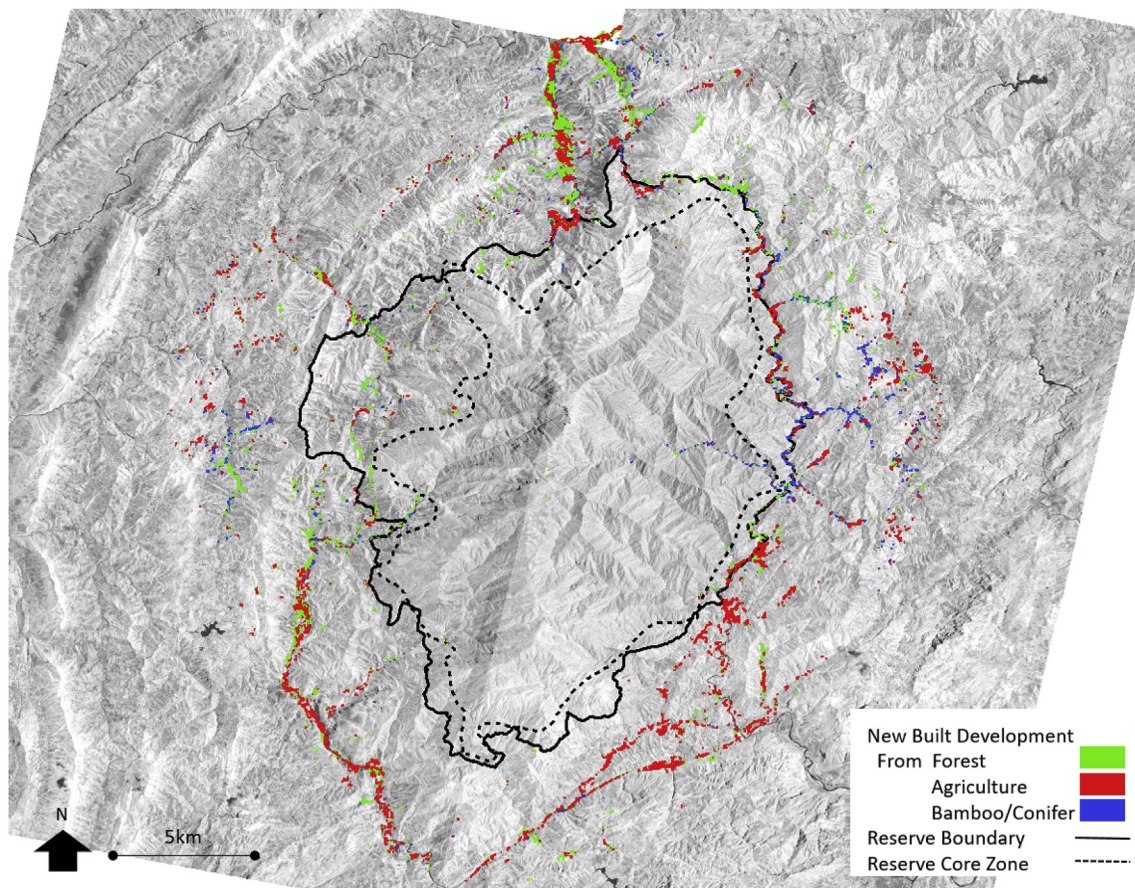 New Built Development
From Forest
Agriculture
Bamboo/Conifer
Reserve Boundary
Reserve Core Zone
N
5km